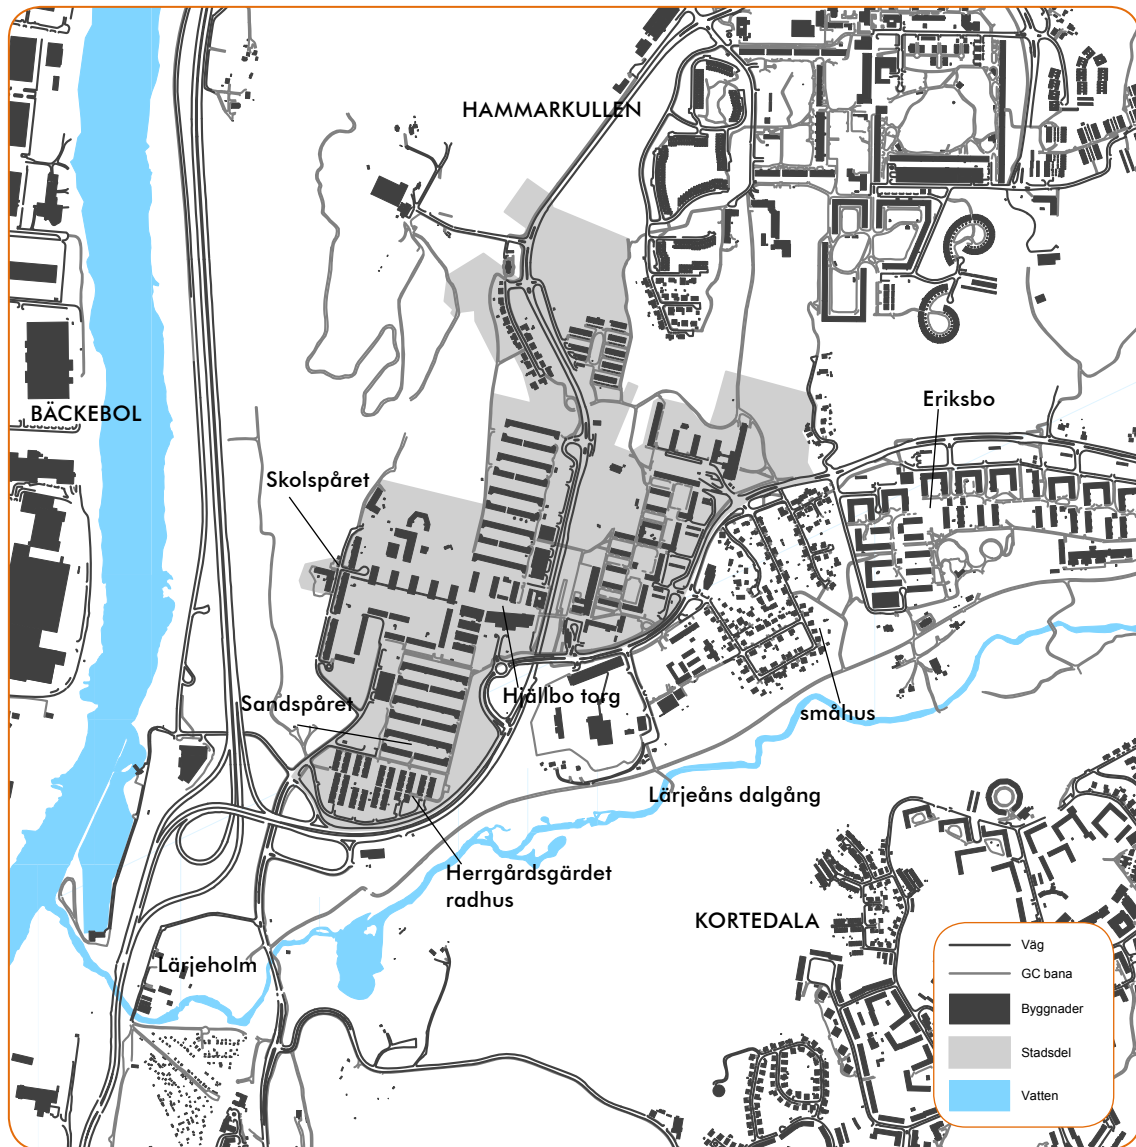 HAMMARKULLEN
BÄCKEBOL
Eriksbo
Skolspåret
Sandspåret
Hjällbo torg
småhus
Lärjeåns dalgång
Herrgårdsgärdet
radhus
KORTEDALA
Lärjeholm
Väg
GC bana
Byggnader
Stadsdel
Vatten